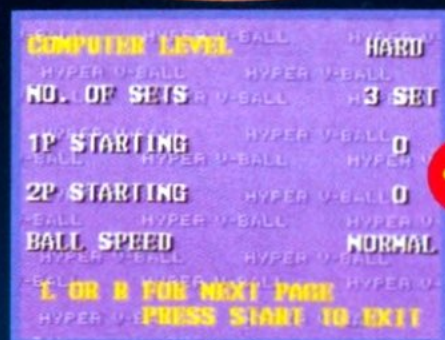 COMPUTER LEVEL HARD
NO. OF SETS 3 SET
1P STARTING 0
2P STARTING 0
BALL SPEED NORMAL
L OR R FOR NEXT PAGE
PRESS START TO EXIT